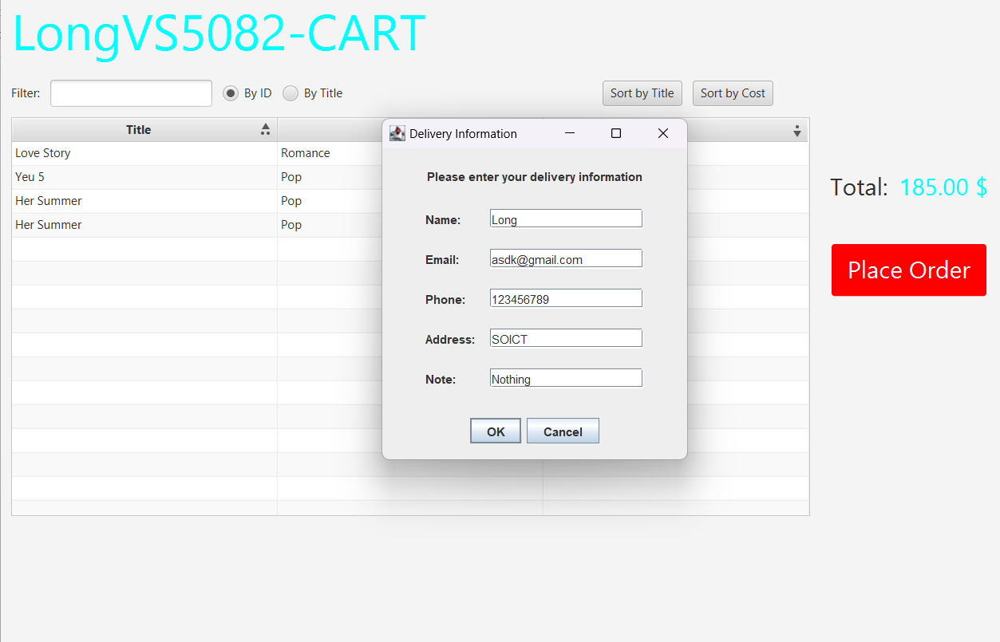 LongVS5082-CART
Filter: By ID By Title Sort by Title Sort by Cost
Title
Love Story Romance
Yeu 5 Pop
Her Summer Pop
Her Summer Pop
Delivery Information
Please enter your delivery information
Name: Long
Email: asdk@gmail.com
Phone: 123456789
Address: SOICT
Note: Nothing
OK Cancel
Total: 185.00 $
Place Order